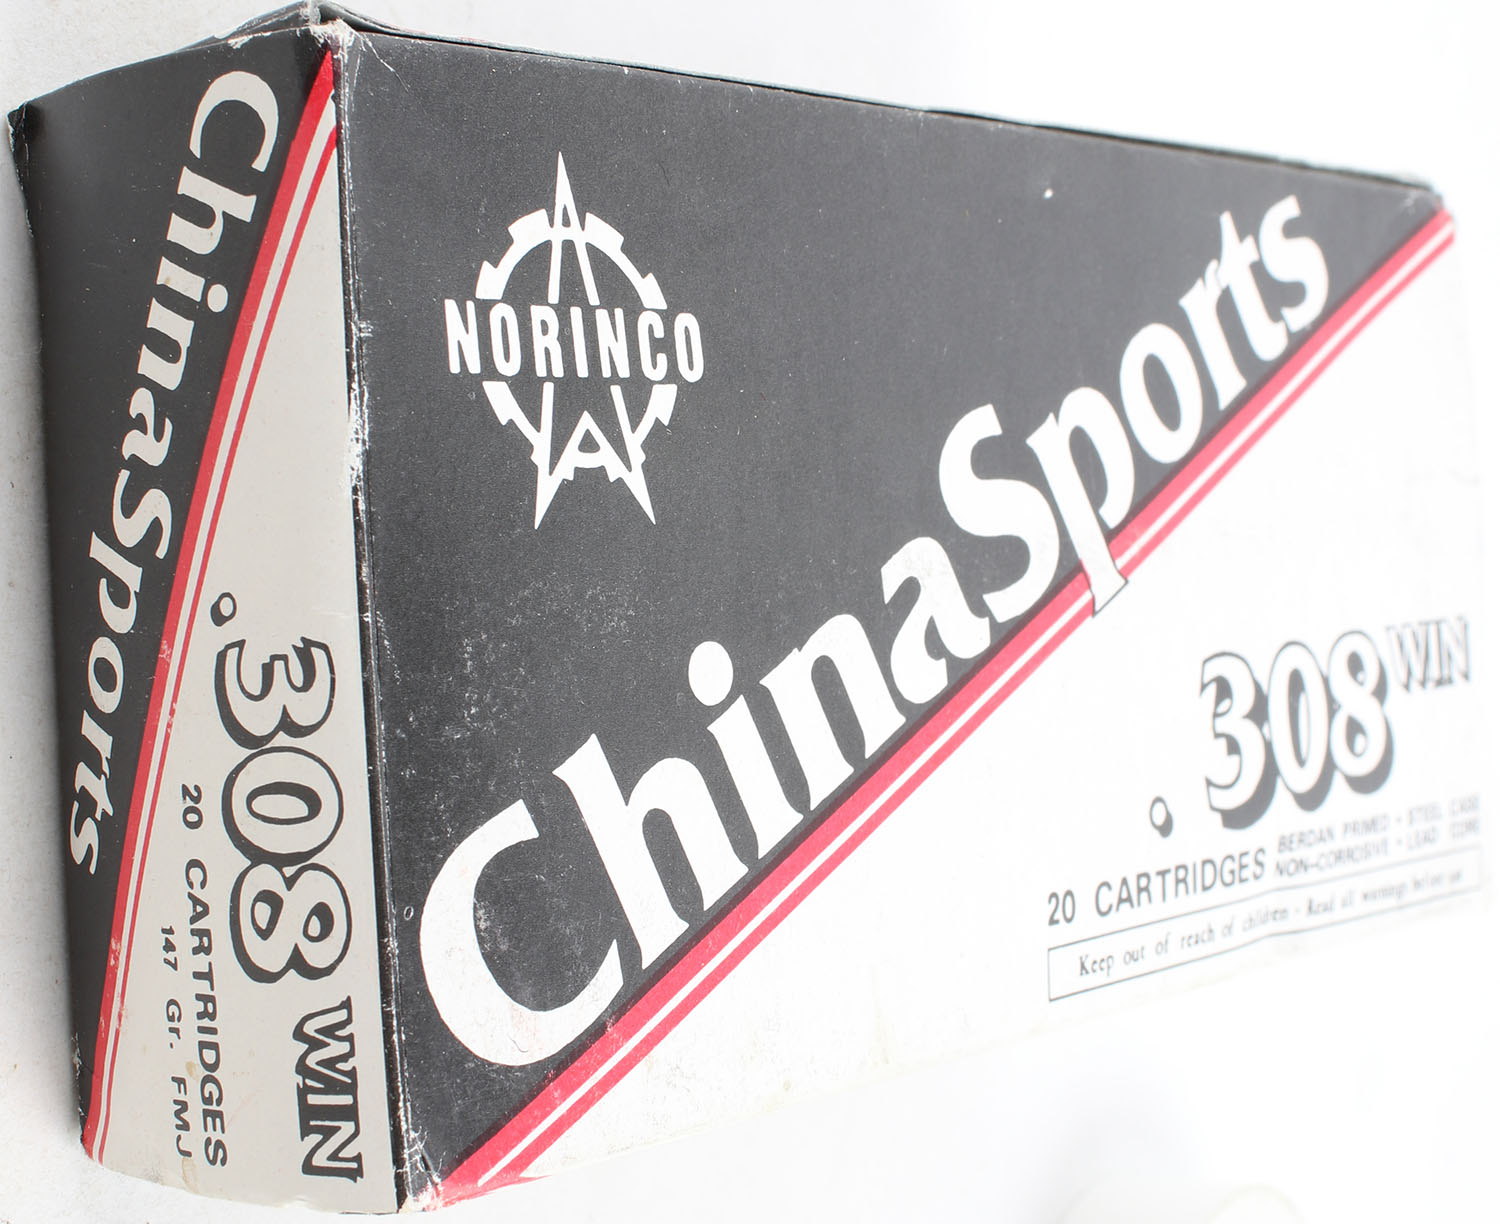 NORINCO
ChinaSports
.308 WIN
20 CARTRIDGES
BERDAN PRIMED • STEEL CASE
NON-CORROSIVE • LEAD CORE
Keep out of reach of children - Read all warnings before use
ChinaSports
.308 WIN
20 CARTRIDGES
147 Gr. FMJ